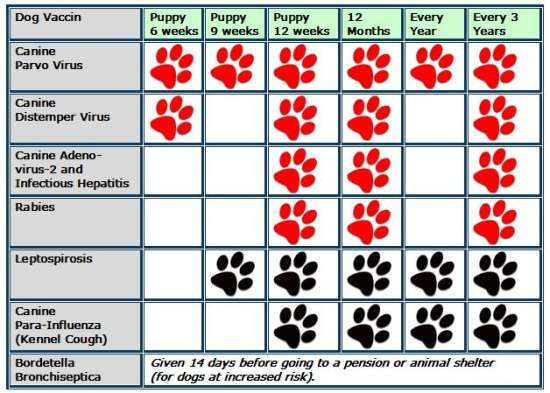 Dog Vaccin
Puppy
6 weeks
Puppy
9 weeks
Puppy
12 weeks
12
Months
Every
Year
Every 3
Years
Canine
Parvo Virus
Canine
Distemper Virus
Canine Adeno-
virus-2 and
Infectious Hepatitis
Rabies
Leptospirosis
Canine
Para-Influenza
(Kennel Cough)
Bordetella
Bronchiseptica
Given 14 days before going to a pension or animal shelter
(for dogs at increased risk).